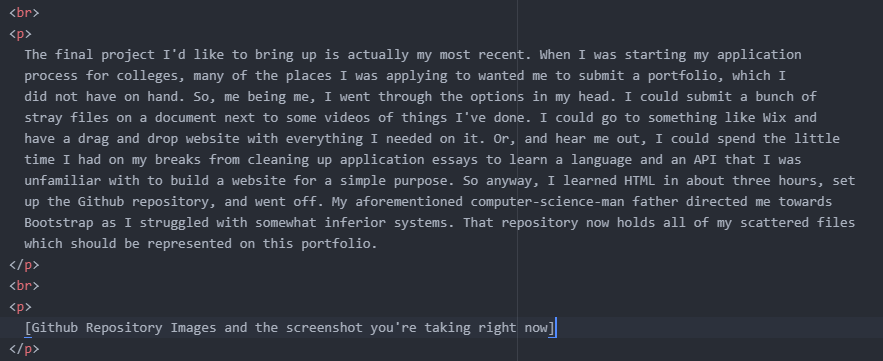 <br>
<p>
The final project I'd like to bring up is actually my most recent. When I was starting my application
process for colleges, many of the places I was applying to wanted me to submit a portfolio, which I
did not have on hand. So, me being me, I went through the options in my head. I could submit a bunch of
stray files on a document next to some videos of things I've done. I could go to something like Wix and
have a drag and drop website with everything I needed on it. Or, and hear me out, I could spend the little
time I had on my breaks from cleaning up application essays to learn a language and an API that I was
unfamiliar with to build a website for a simple purpose. So anyway, I learned HTML in about three hours, set
up the Github repository, and went off. My aforementioned computer-science-man father directed me towards
Bootstrap as I struggled with somewhat inferior systems. That repository now holds all of my scattered files
which should be represented on this portfolio.
</p>
<br>
<p>
[Github Repository Images and the screenshot you're taking right now]
</p>